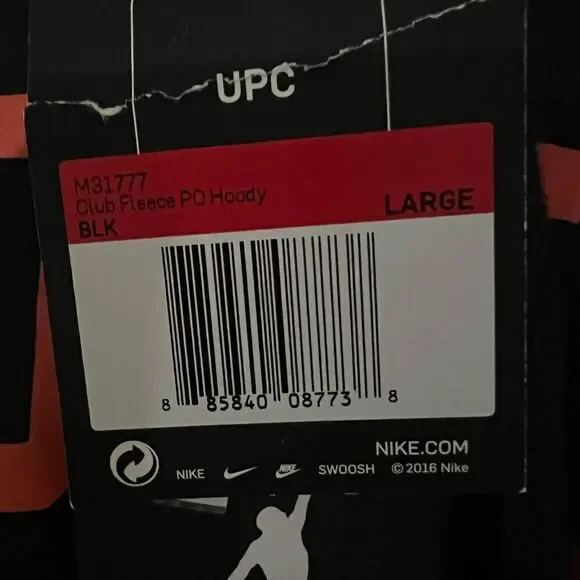 UPC
M31777
Club Fleece PO Hoody
BLK
LARGE
8 85840 08773 8
NIKE.COM
NIKE NIKE SWOOSH © 2016 Nike